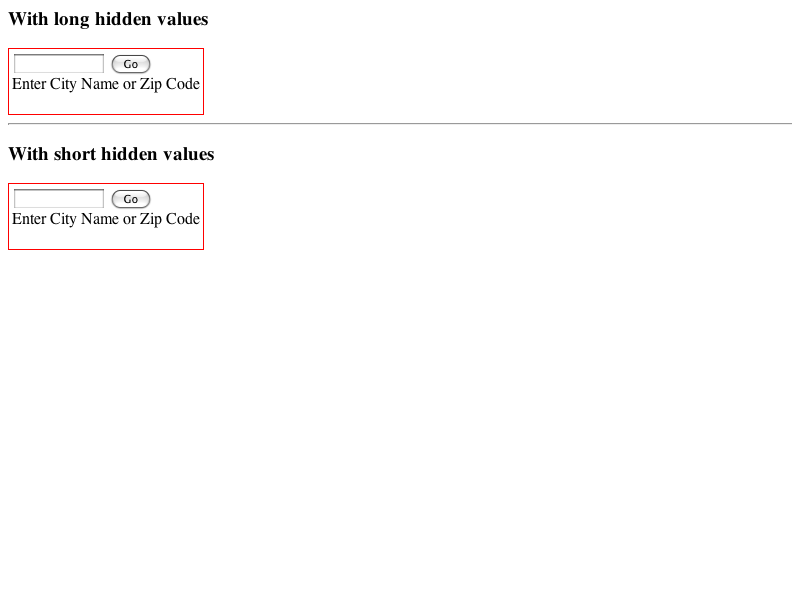 With long hidden values
Go
Enter City Name or Zip Code
With short hidden values
Go
Enter City Name or Zip Code